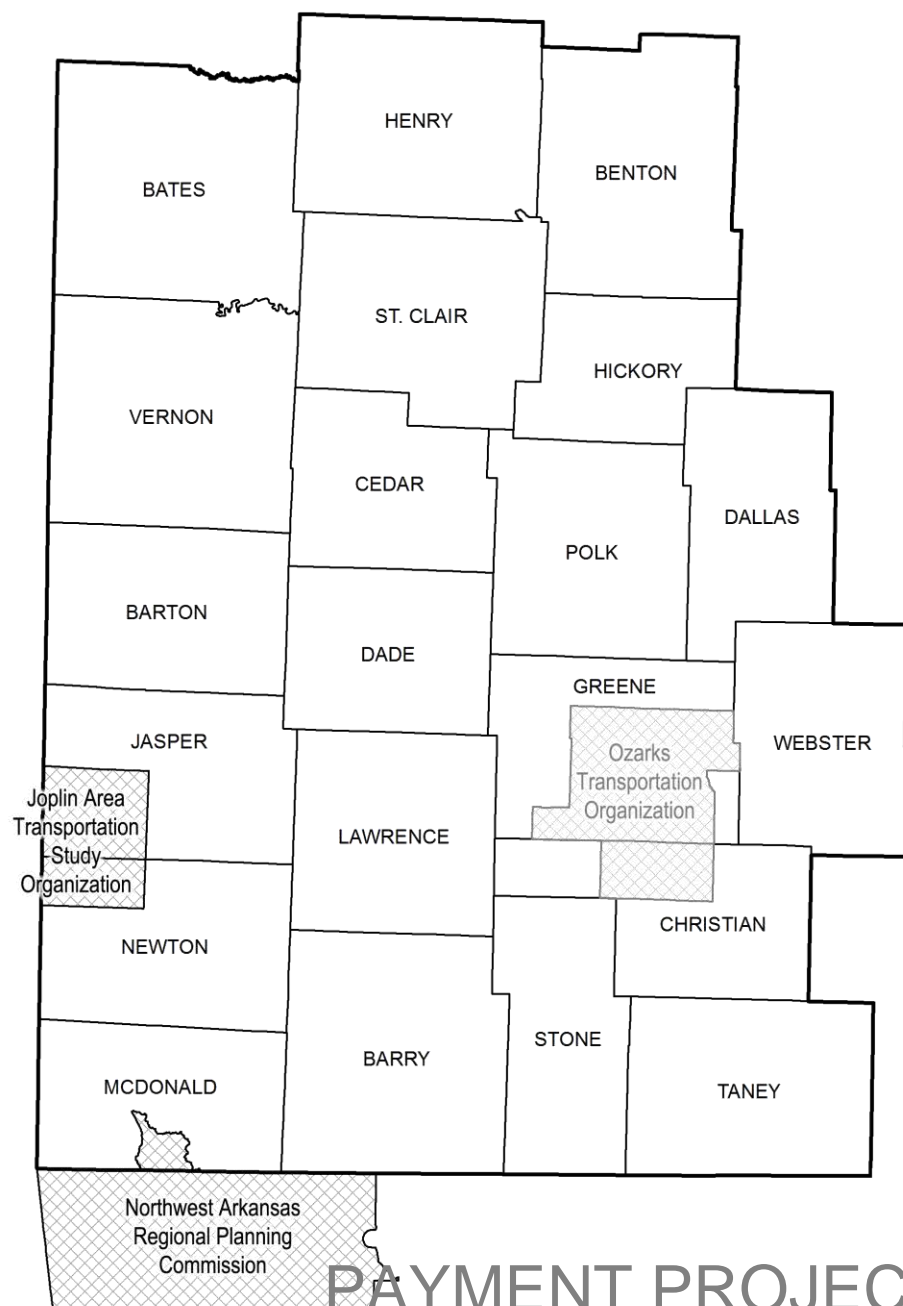 HENRY
BENTON
BATES
ST. CLAIR
HICKORY
VERNON
CEDAR
DALLAS
POLK
BARTON
DADE
GREENE
JASPER
WEBSTER
Ozarks
Transportation
Organization
Joplin Area
Transportation
Study
Organization
LAWRENCE
CHRISTIAN
NEWTON
STONE
BARRY
MCDONALD
TANEY
Northwest Arkansas
Regional Planning
Commission
PAYMENT PROJEC